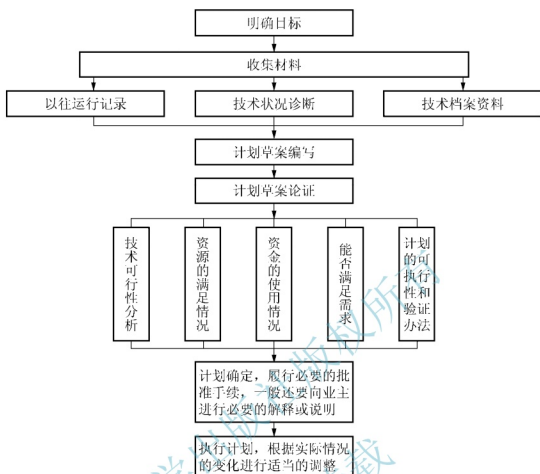 明确目标
收集材料
以往运行记录
技术状况诊断
技术档案资料
计划草案编写
计划草案论证
技术可行性分析
资源的满足情况
资金的使用情况
能否满足需求
计划的可执行性和验证办法
计划确定，履行必要的批
准手续，一般还要向业主
进行必要的解释或说明
执行计划，根据实际情况
的变化进行适当的调整